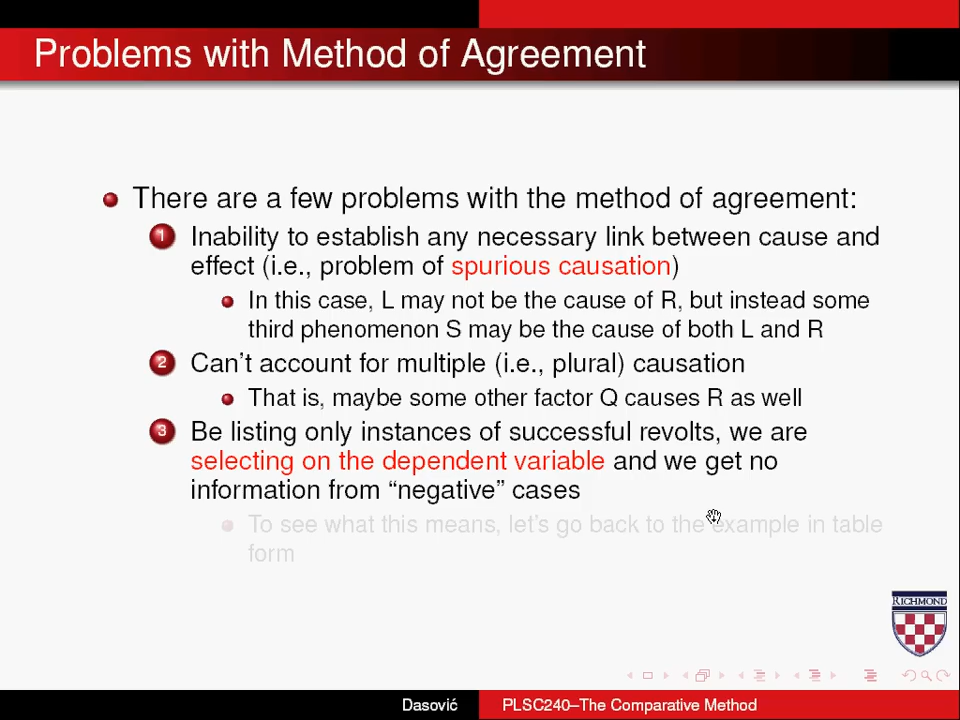 Problems with Method of Agreement
There are a few problems with the method of agreement:
1 Inability to establish any necessary link between cause and
effect (i.e., problem of spurious causation)
In this case, L may not be the cause of R, but instead some
third phenomenon S may be the cause of both L and R
2 Can't account for multiple (i.e., plural) causation
That is, maybe some other factor Q causes R as well
3 Be listing only instances of successful revolts, we are
selecting on the dependent variable and we get no
information from “negative” cases
To see what this means, let's go back to the example in table
form
RICHMOND
Dasović
PLSC240–The Comparative Method